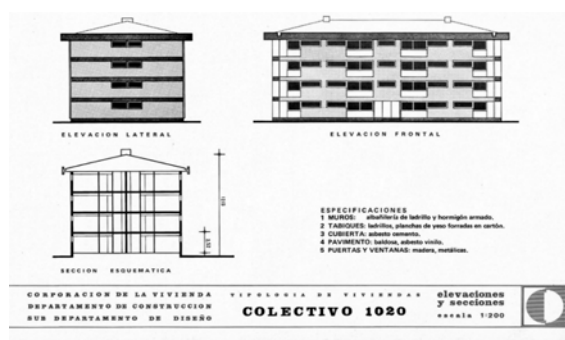 ELEVACION LATERAL
ELEVACION FRONTAL
SECCION ESQUEMATICA
ESPECIFICACIONES
1 MUROS: albañilería de ladrillo y hormigón armado.
2 TABIQUES: ladrillos, planchas de yeso forradas en cartón.
3 CUBIERTA: asbesto cemento.
4 PAVIMENTO: baldosa, asbesto vinilo.
5 PUERTAS Y VENTANAS: madera, metálicas.
CORPORACION DE LA VIVIENDA
DEPARTAMENTO DE CONSTRUCCION
SUB DEPARTAMENTO DE DISEÑO
TIPOLOGIA DE VIVIENDAS
COLECTIVO 1020
elevaciones
y secciones
escala 1:200